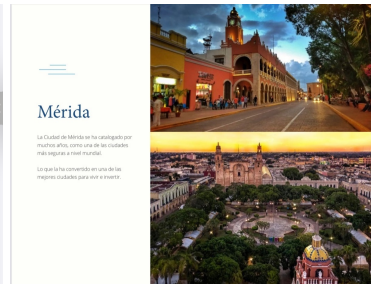 Mérida
La Ciudad de Mérida se ha catalogado por
muchos años, como una de las ciudades
más seguras a nivel mundial.
Lo que la ha convertido en una de las
mejores ciudades para vivir e invertir.